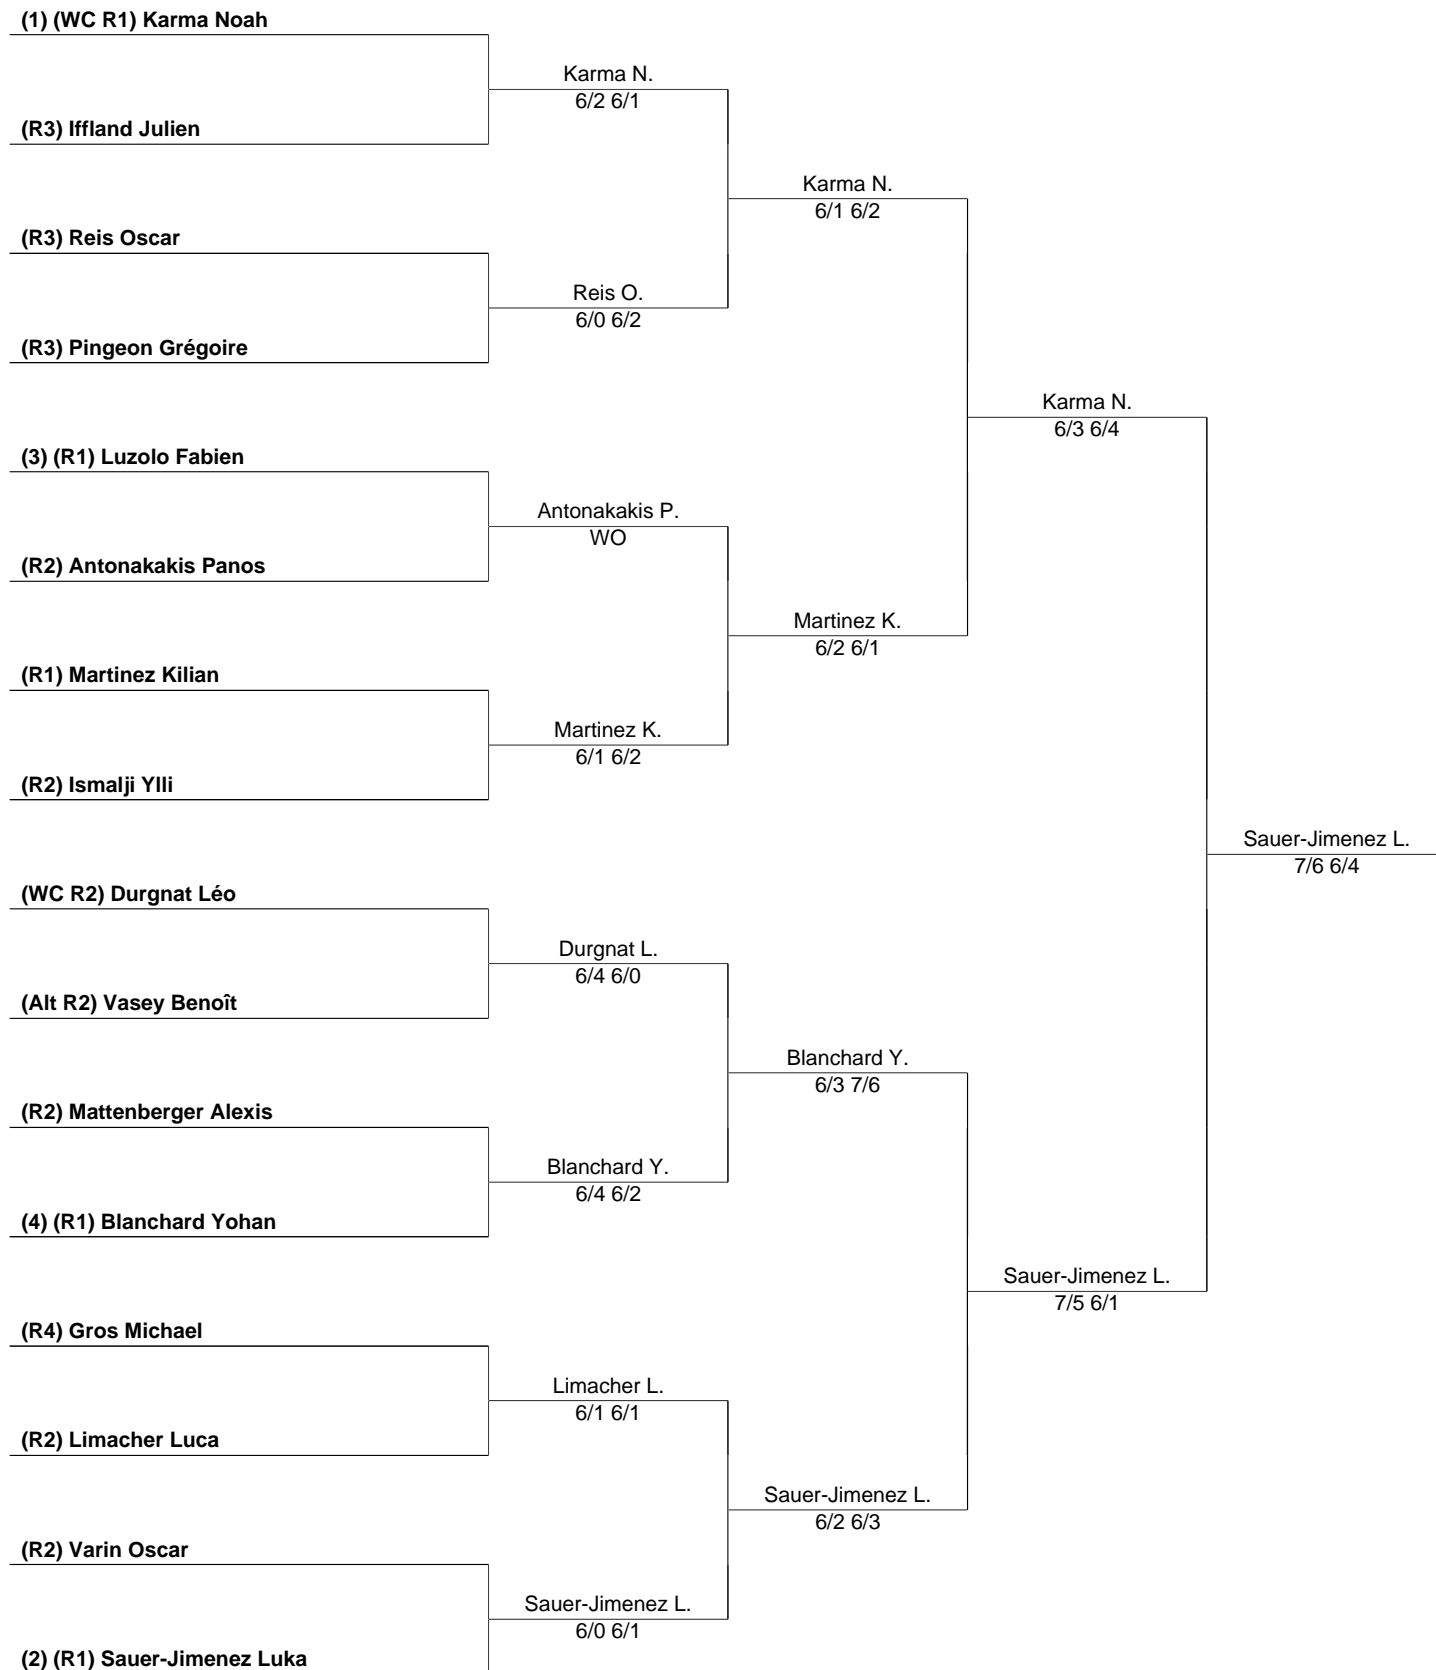 (1) (WC R1) Karma Noah
Karma N.
6/2 6/1
(R3) Iffland Julien
Karma N.
6/1 6/2
(R3) Reis Oscar
Reis O.
6/0 6/2
(R3) Pingeon Grégoire
Karma N.
6/3 6/4
(3) (R1) Luzolo Fabien
Antonakakis P.
WO
(R2) Antonakakis Panos
Martinez K.
6/2 6/1
(R1) Martinez Kilian
Martinez K.
6/1 6/2
(R2) Ismalji Ylli
Sauer-Jimenez L.
7/6 6/4
(WC R2) Durgnat Léo
Durgnat L.
6/4 6/0
(Alt R2) Vasey Benoît
Blanchard Y.
6/3 7/6
(R2) Mattenberger Alexis
Blanchard Y.
6/4 6/2
(4) (R1) Blanchard Yohan
Sauer-Jimenez L.
7/5 6/1
(R4) Gros Michael
Limacher L.
6/1 6/1
(R2) Limacher Luca
Sauer-Jimenez L.
6/2 6/3
(R2) Varin Oscar
Sauer-Jimenez L.
6/0 6/1
(2) (R1) Sauer-Jimenez Luka